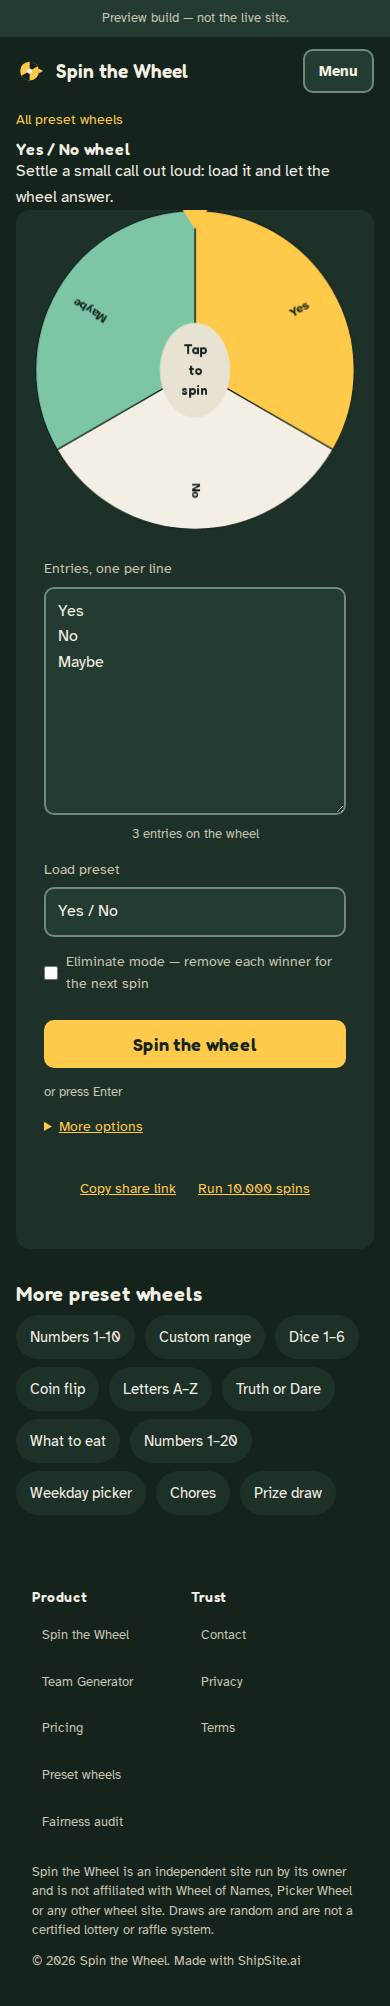 Preview build — not the live site.
Spin the Wheel
Menu
All preset wheels
Yes / No wheel
Settle a small call out loud: load it and let the
wheel answer.
Maybe
Yes
Tap
to
spin
No
Entries, one per line
Yes
No
Maybe
3 entries on the wheel
Load preset
Yes / No
Eliminate mode — remove each winner for
the next spin
Spin the wheel
or press Enter
More options
Copy share link
Run 10,000 spins
More preset wheels
Numbers 1–10
Custom range
Dice 1–6
Coin flip
Letters A–Z
Truth or Dare
What to eat
Numbers 1–20
Weekday picker
Chores
Prize draw
Product
Trust
Spin the Wheel
Contact
Team Generator
Privacy
Pricing
Terms
Preset wheels
Fairness audit
Spin the Wheel is an independent site run by its owner
and is not affiliated with Wheel of Names, Picker Wheel
or any other wheel site. Draws are random and are not a
certified lottery or raffle system.
© 2026 Spin the Wheel. Made with ShipSite.ai